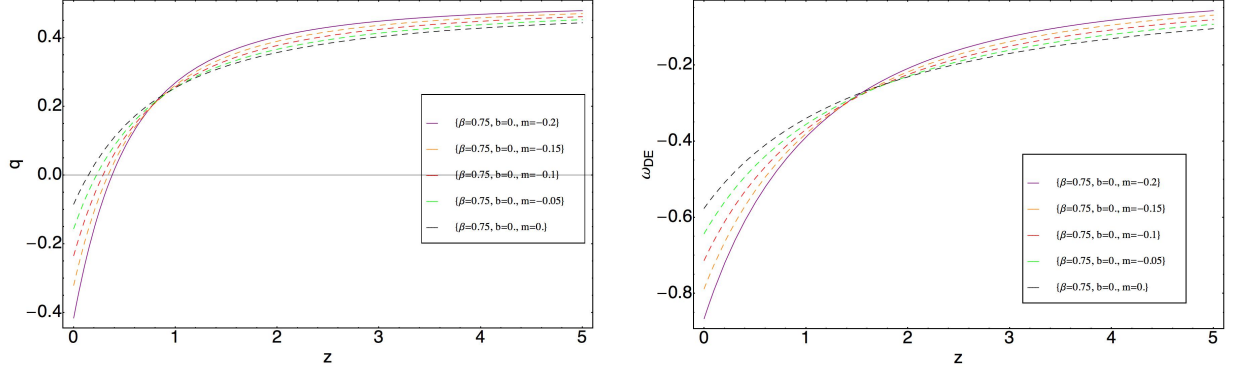 0.4
0.2
0.0
−0.2
−0.4
q
0
1
2
3
4
5
z
{β=0.75, b=0., m=−0.2}
{β=0.75, b=0., m=−0.15}
{β=0.75, b=0., m=−0.1}
{β=0.75, b=0., m=−0.05}
{β=0.75, b=0., m=0.}
−0.2
−0.4
−0.6
−0.8
ωDE
0
1
2
3
4
5
z
{β=0.75, b=0., m=−0.2}
{β=0.75, b=0., m=−0.15}
{β=0.75, b=0., m=−0.1}
{β=0.75, b=0., m=−0.05}
{β=0.75, b=0., m=0.}